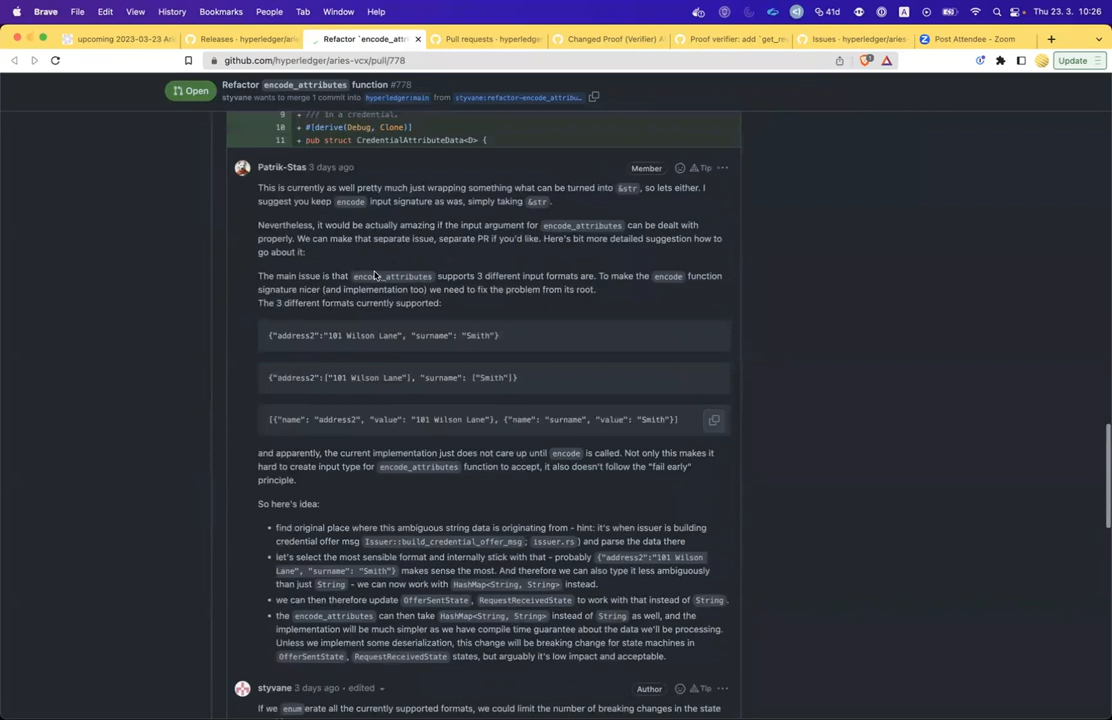 Brave File Edit View History Bookmarks People Tab Window Help 41d A Thu 23. 3. 10:26
upcoming 2023-03-23 Arie Releases · hyperledger/arie Refactor `encode_attri Pull requests · hyperledge Changed Proof (Verifier) AI Proof verifier: add `get_re Issues · hyperledger/aries- Post Attendee - Zoom
github.com/hyperledger/aries-vcx/pull/778 Update
Open Refactor encode_attributes function #778
styvane wants to merge 1 commit into hyperledger:main from styvane:refactor-encode_attribu…
9 + /// in a credential.
10 + #[derive(Debug, Clone)]
11 + pub struct CredentialAttributeData<D> {
Patrik-Stas 3 days ago Member Tip ···
This is currently as well pretty much just wrapping something what can be turned into &str, so lets either. I
suggest you keep encode input signature as was, simply taking &str.
Nevertheless, it would be actually amazing if the input argument for encode_attributes can be dealt with
properly. We can make that separate issue, separate PR if you'd like. Here's bit more detailed suggestion how to
go about it:
The main issue is that encode_attributes supports 3 different input formats are. To make the encode function
signature nicer (and implementation too) we need to fix the problem from its root.
The 3 different formats currently supported:
{"address2":"101 Wilson Lane", "surname": "Smith"}
{"address2":["101 Wilson Lane"], "surname": ["Smith"]}
[{"name": "address2", "value": "101 Wilson Lane"}, {"name": "surname", "value": "Smith"}]
and apparently, the current implementation just does not care up until encode is called. Not only this makes it
hard to create input type for encode_attributes function to accept, it also doesn't follow the "fail early"
principle.
So here's idea:
• find original place where this ambiguous string data is originating from - hint: it's when issuer is building
credential offer msg Issuer::build_credential_offer_msg; issuer.rs ) and parse the data there
• let's select the most sensible format and internally stick with that - probably {"address2":"101 Wilson
Lane", "surname": "Smith"} makes sense the most. And therefore we can also type it less ambiguously
than just String - we can now work with HashMap<String, String> instead.
• we can then therefore update OfferSentState, RequestReceivedState to work with that instead of String.
• the encode_attributes can then take HashMap<String, String> instead of String as well, and the
implementation will be much simpler as we have compile time guarantee about the data we'll be processing.
Unless we implement some deserialization, this change will be breaking change for state machines in
OfferSentState, RequestReceivedState states, but arguably it's low impact and acceptable.
styvane 3 days ago · edited Author Tip ···
If we enumerate all the currently supported formats, we could limit the number of breaking changes in the state